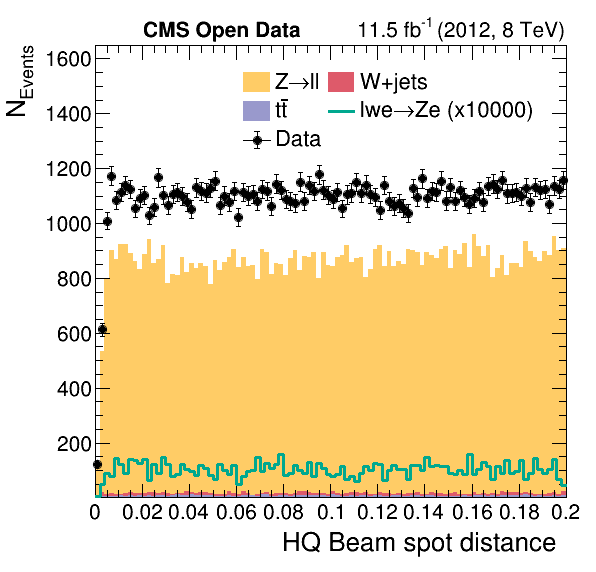 CMS Open Data 11.5 fb⁻¹ (2012, 8 TeV)
N_Events
1600
1400
1200
1000
800
600
400
200
Z→ll W+jets
tt̄ lwe→Ze (x10000)
Data
0 0.02 0.04 0.06 0.08 0.1 0.12 0.14 0.16 0.18 0.2
HQ Beam spot distance